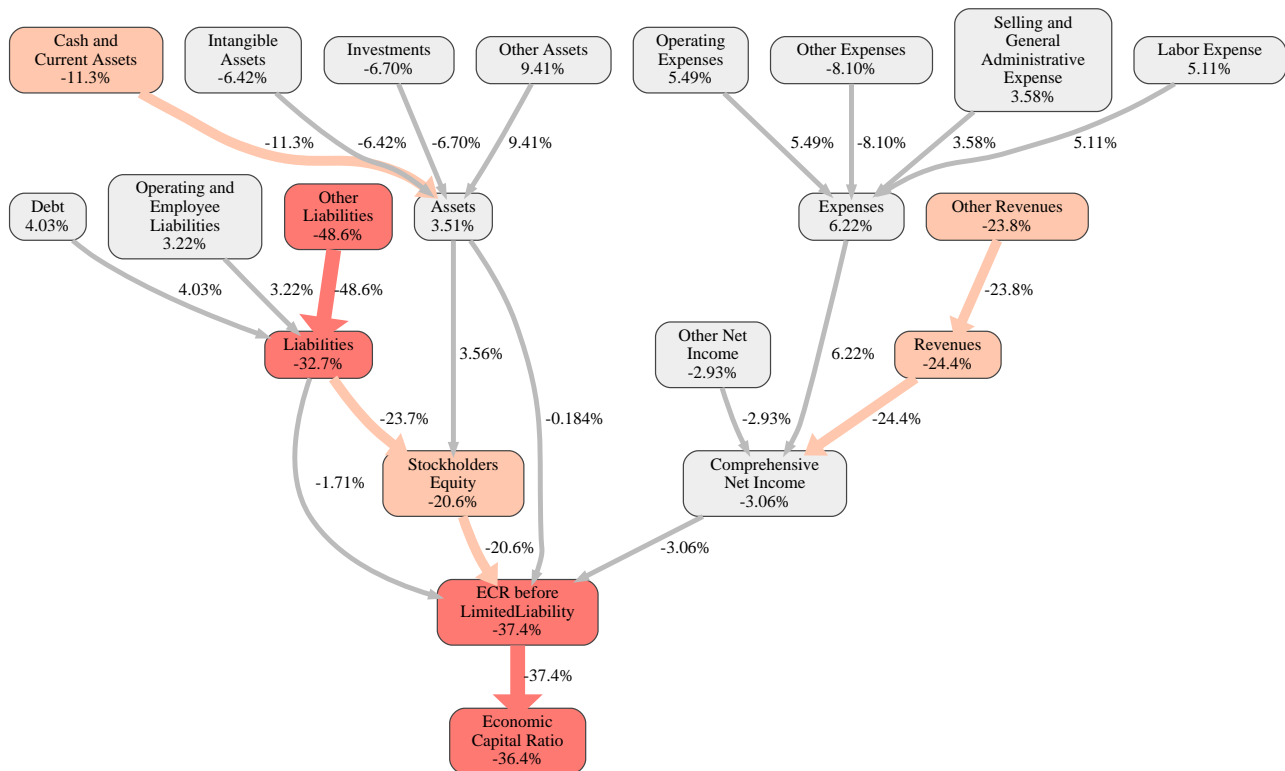 Cash and
Current Assets
-11.3%
Intangible
Assets
-6.42%
Investments
-6.70%
Other Assets
9.41%
Operating
Expenses
5.49%
Other Expenses
-8.10%
Selling and
General
Administrative
Expense
3.58%
Labor Expense
5.11%
-11.3%
-6.42%
-6.70%
9.41%
5.49%
-8.10%
3.58%
5.11%
Debt
4.03%
Operating and
Employee
Liabilities
3.22%
Other
Liabilities
-48.6%
Assets
3.51%
Expenses
6.22%
Other Revenues
-23.8%
4.03%
3.22%
-48.6%
-23.8%
Liabilities
-32.7%
3.56%
Other Net
Income
-2.93%
6.22%
Revenues
-24.4%
-23.7%
-0.184%
-2.93%
-24.4%
Stockholders
Equity
-20.6%
Comprehensive
Net Income
-3.06%
-1.71%
-20.6%
-3.06%
ECR before
LimitedLiability
-37.4%
-37.4%
Economic
Capital Ratio
-36.4%